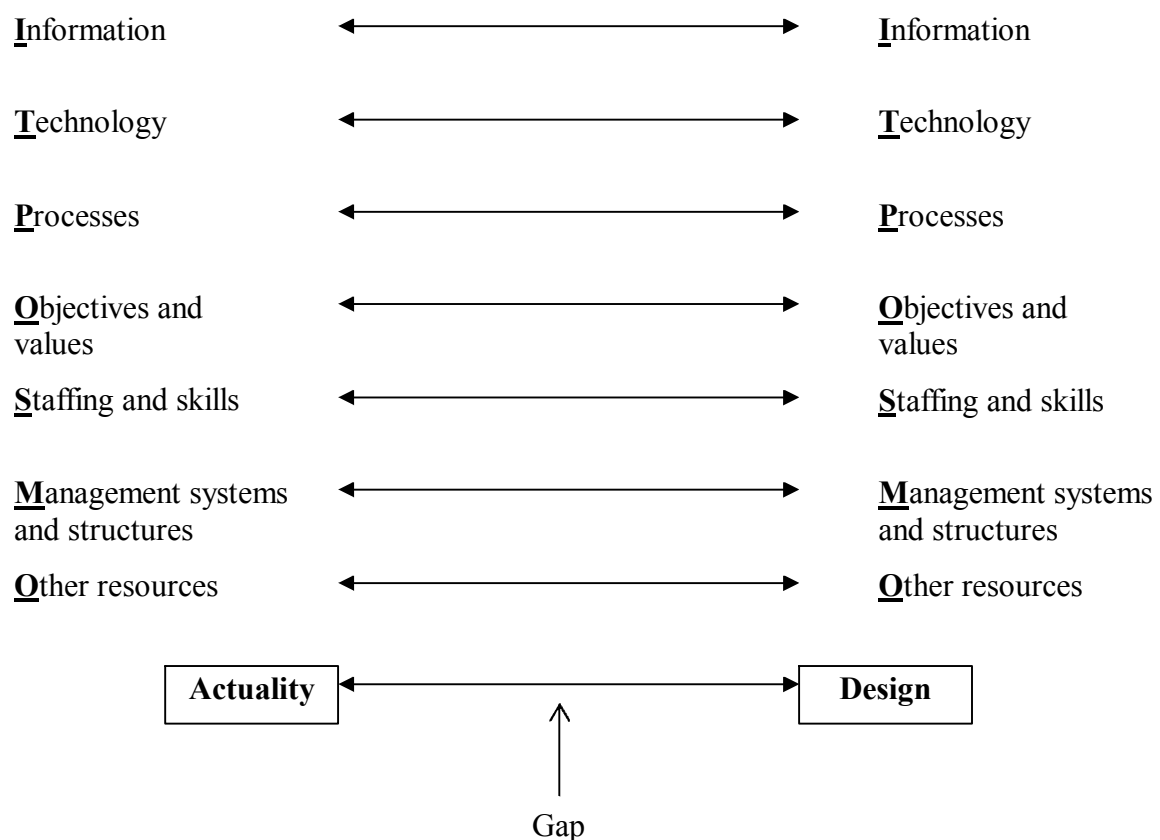 Information Information
Technology Technology
Processes Processes
Objectives and Objectives and
values values
Staffing and skills Staffing and skills
Management systems Management systems
and structures and structures
Other resources Other resources
Actuality Design
Gap